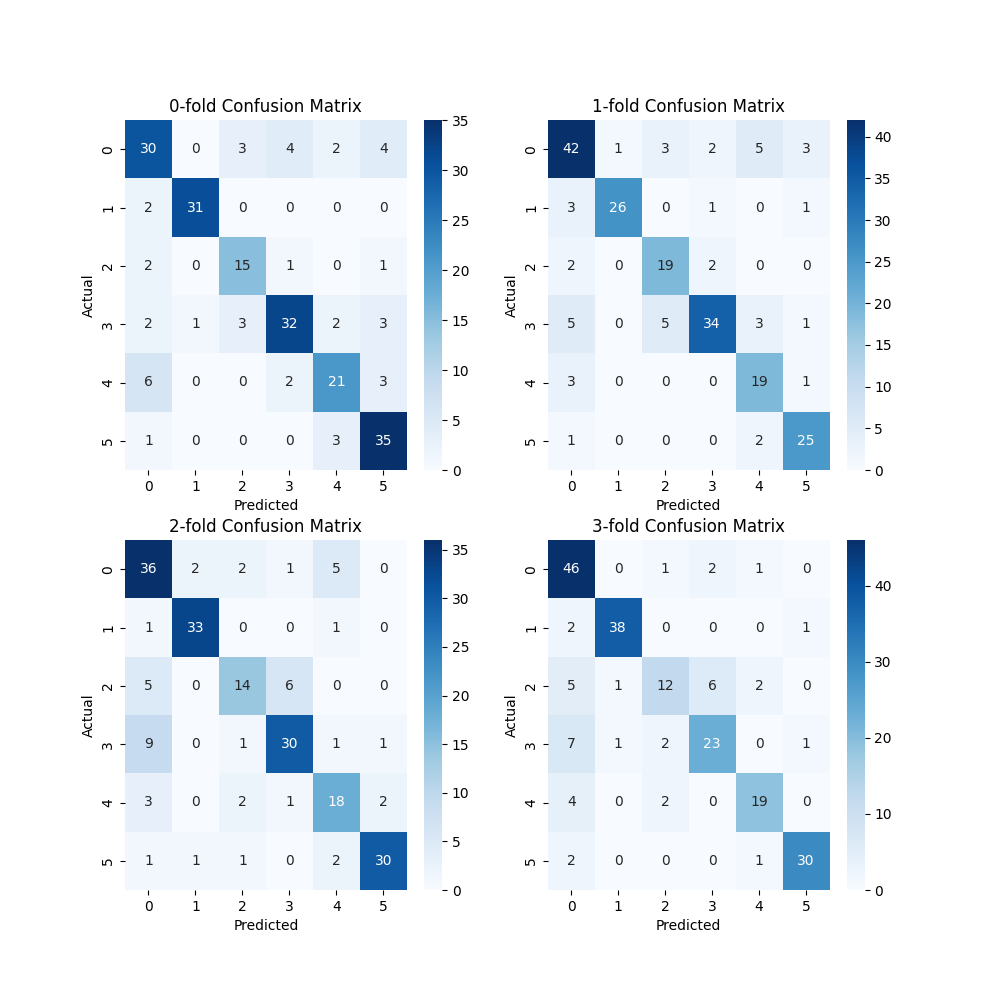 0-fold Confusion Matrix
0 30 0 3 4 2 4
1 2 31 0 0 0 0
2 2 0 15 1 0 1
3 2 1 3 32 2 3
4 6 0 0 2 21 3
5 1 0 0 0 3 35
0 1 2 3 4 5
Actual
Predicted
35
30
25
20
15
10
5
0
1-fold Confusion Matrix
0 42 1 3 2 5 3
1 3 26 0 1 0 1
2 2 0 19 2 0 0
3 5 0 5 34 3 1
4 3 0 0 0 19 1
5 1 0 0 0 2 25
0 1 2 3 4 5
Actual
Predicted
40
35
30
25
20
15
10
5
0
2-fold Confusion Matrix
0 36 2 2 1 5 0
1 1 33 0 0 1 0
2 5 0 14 6 0 0
3 9 0 1 30 1 1
4 3 0 2 1 18 2
5 1 1 1 0 2 30
0 1 2 3 4 5
Actual
Predicted
35
30
25
20
15
10
5
0
3-fold Confusion Matrix
0 46 0 1 2 1 0
1 2 38 0 0 0 1
2 5 1 12 6 2 0
3 7 1 2 23 0 1
4 4 0 2 0 19 0
5 2 0 0 0 1 30
0 1 2 3 4 5
Actual
Predicted
40
30
20
10
0